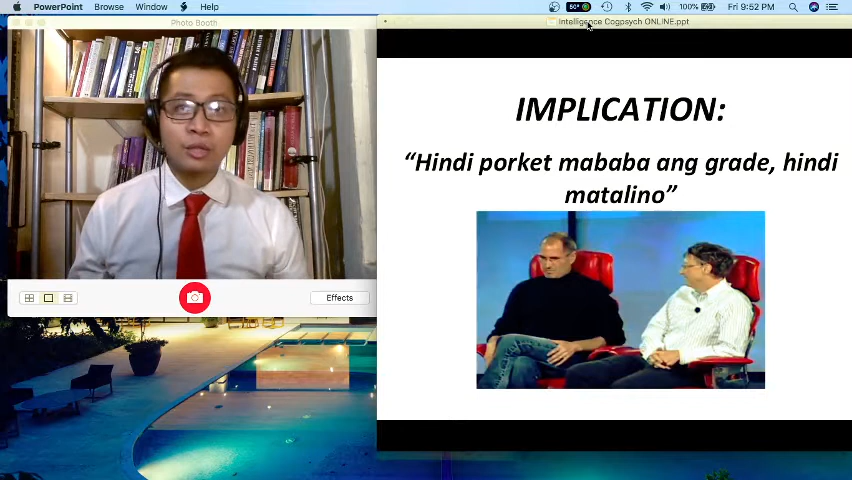 PowerPoint Browse Window Help
60° 100% Fri 9:52 PM
Photo Booth
Intelligence Cogpsych ONLINE.ppt
Effects
IMPLICATION:
“Hindi porket mababa ang grade, hindi
matalino”